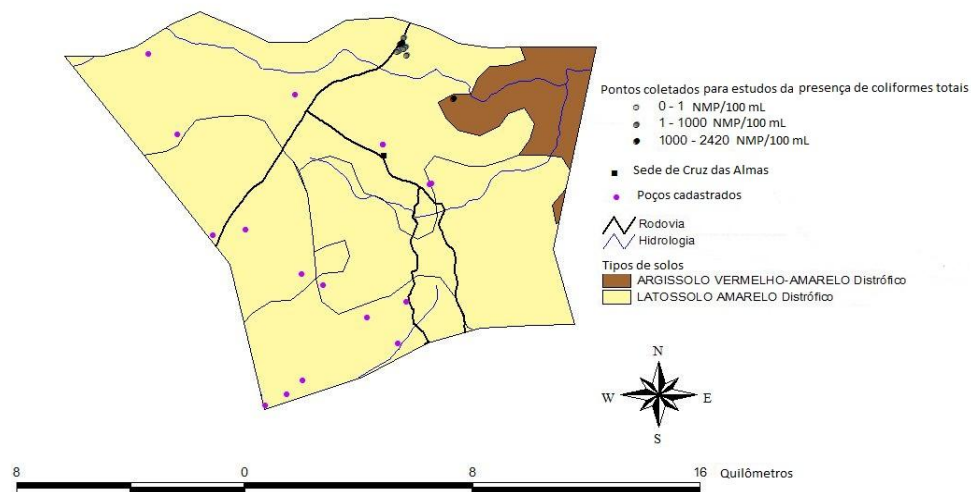 Pontos coletados para estudos da presença de coliformes totais
0 - 1 NMP/100 mL
1 - 1000 NMP/100 mL
1000 - 2420 NMP/100 mL
Sede de Cruz das Almas
Poços cadastrados
Rodovia
Hidrologia
Tipos de solos
ARGISSOLO VERMELHO-AMARELO Distrófico
LATOSSOLO AMARELO Distrófico
N
W E
S
8 0 8 16 Quilômetros